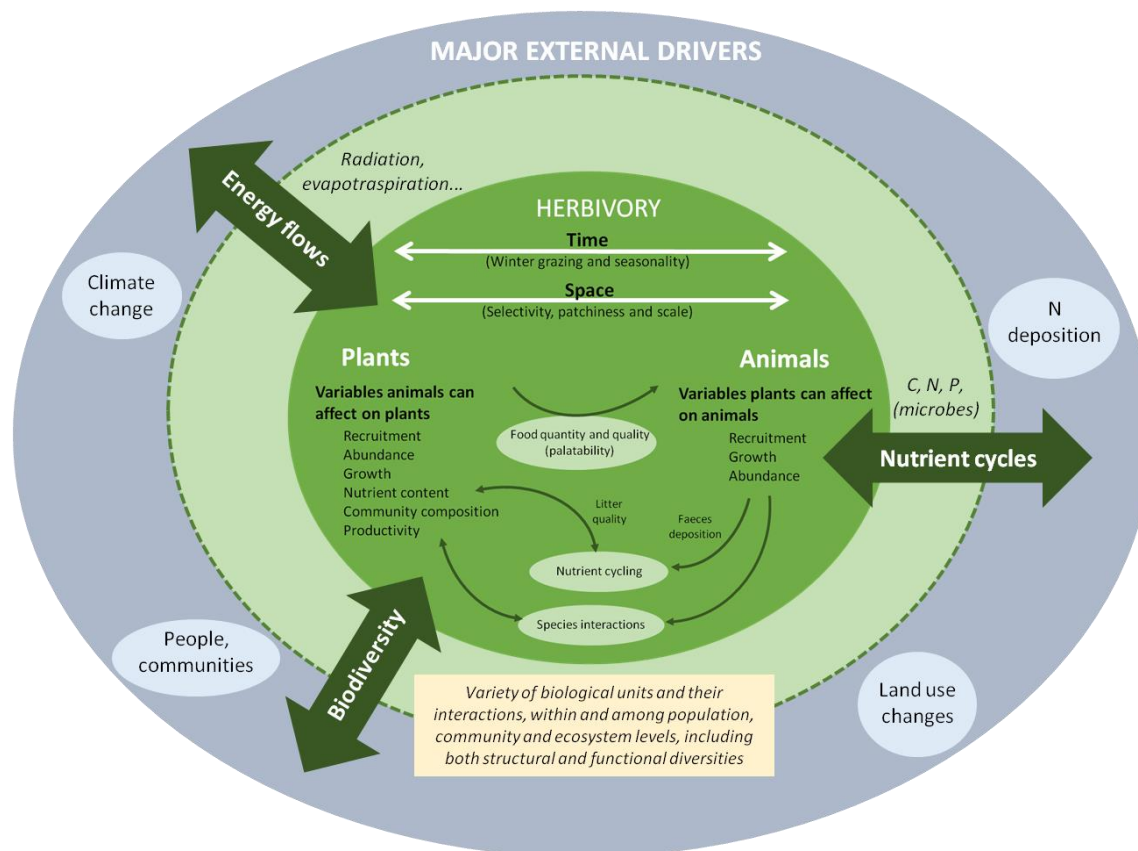 MAJOR EXTERNAL DRIVERS
Radiation,
evapotraspiration...
Energy flows
HERBIVORY
Time
(Winter grazing and seasonality)
Space
(Selectivity, patchiness and scale)
Climate
change
N
deposition
Plants
Variables animals can
affect on plants
Recruitment
Abundance
Growth
Nutrient content
Community composition
Productivity
Food quantity and quality
(palatability)
Animals
Variables plants can affect
on animals
Recruitment
Growth
Abundance
C, N, P,
(microbes)
Nutrient cycles
Litter
quality
Faeces
deposition
Nutrient cycling
Species interactions
People,
communities
Biodiversity
Land use
changes
Variety of biological units and their
interactions, within and among population,
community and ecosystem levels, including
both structural and functional diversities